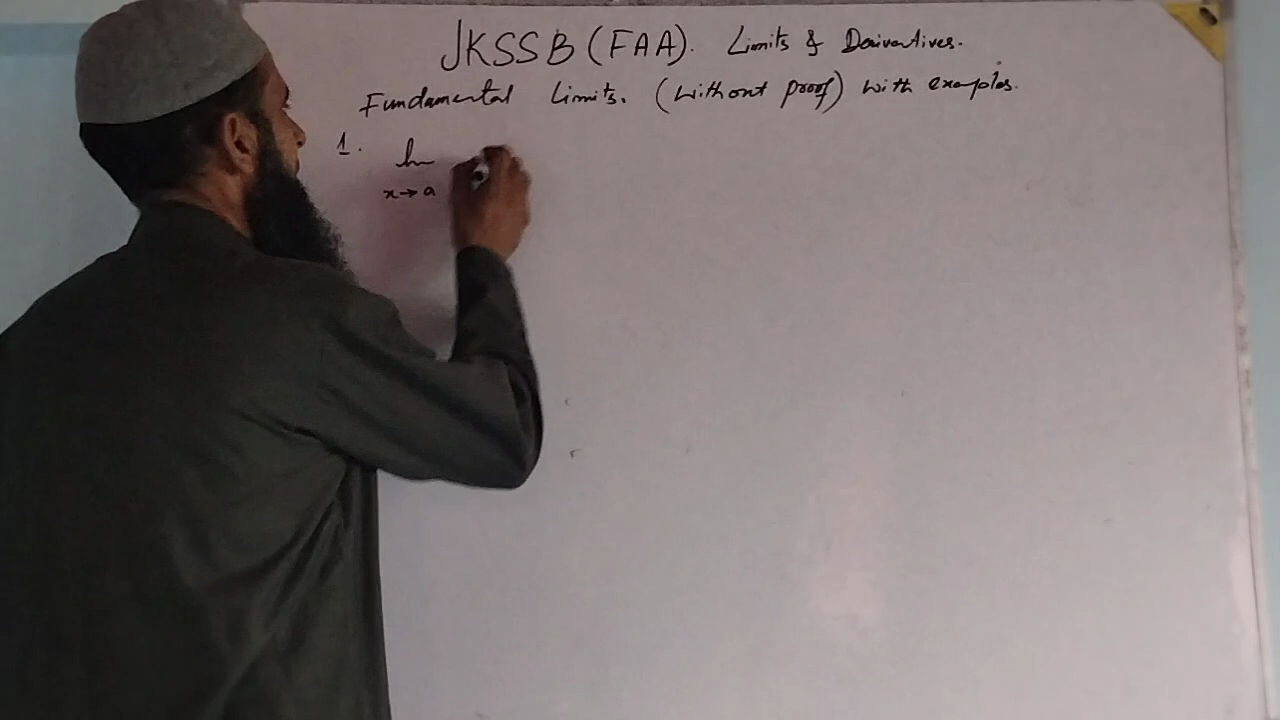 JKSSB (FAA). Limits & Derivatives.
Fundamental Limits. (Without proof) with examples.
1. lim
x→a